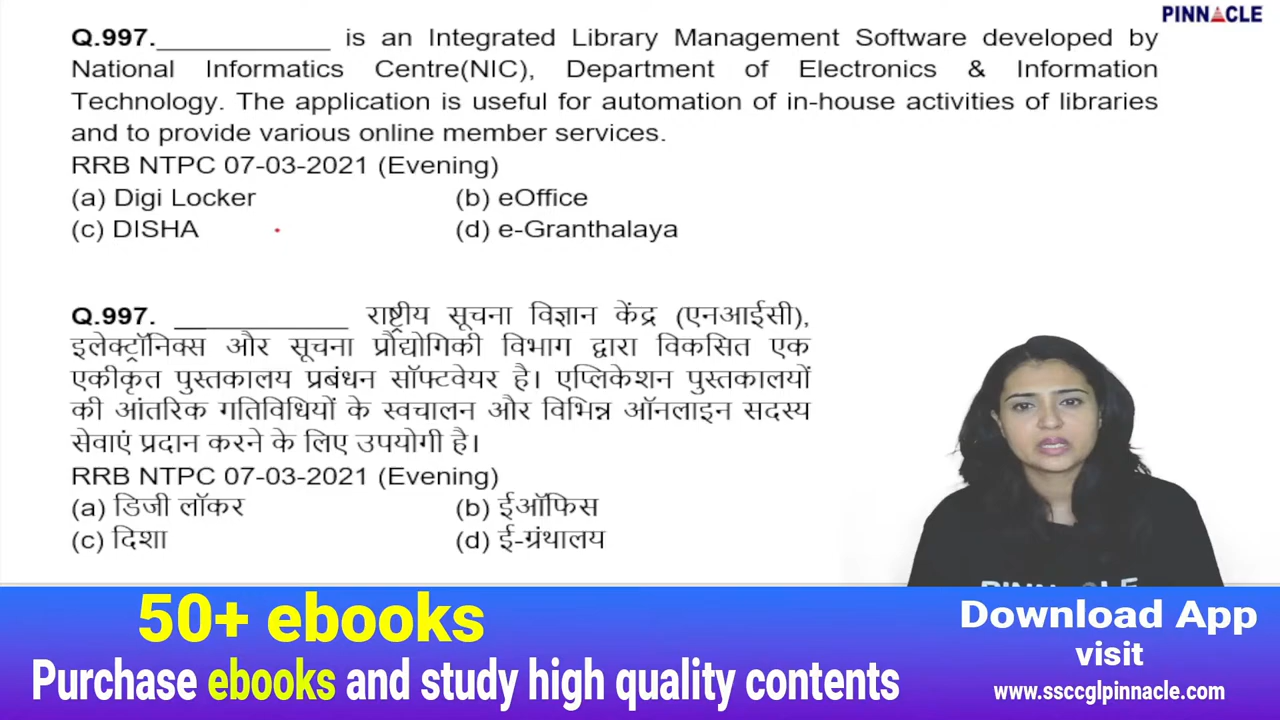 PINNACLE
Q.997.____________ is an Integrated Library Management Software developed by
National Informatics Centre(NIC), Department of Electronics & Information
Technology. The application is useful for automation of in-house activities of libraries
and to provide various online member services.
RRB NTPC 07-03-2021 (Evening)
(a) Digi Locker (b) eOffice
(c) DISHA (d) e-Granthalaya
Q.997. ____________ राष्ट्रीय सूचना विज्ञान केंद्र (एनआईसी),
इलेक्ट्रॉनिक्स और सूचना प्रौद्योगिकी विभाग द्वारा विकसित एक
एकीकृत पुस्तकालय प्रबंधन सॉफ्टवेयर है। एप्लिकेशन पुस्तकालयों
की आंतरिक गतिविधियों के स्वचालन और विभिन्न ऑनलाइन सदस्य
सेवाएं प्रदान करने के लिए उपयोगी है।
RRB NTPC 07-03-2021 (Evening)
(a) डिजी लॉकर (b) ईऑफिस
(c) दिशा (d) ई-ग्रंथालय
PINNACLE
50+ ebooks
Purchase ebooks and study high quality contents
Download App
visit
www.ssccglpinnacle.com